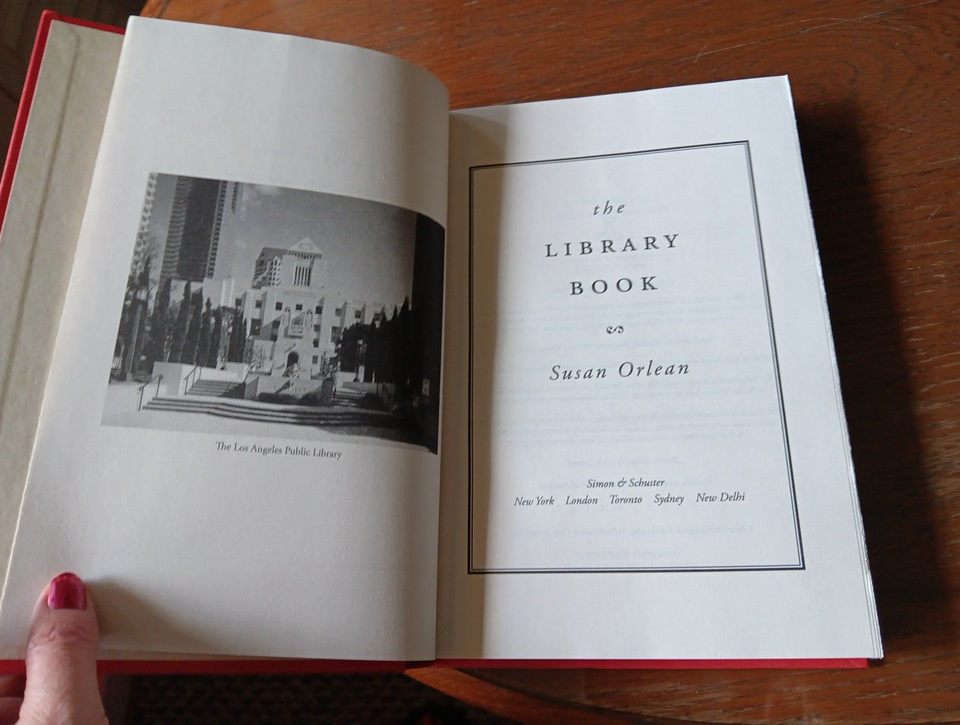 The Los Angeles Public Library
the
LIBRARY
BOOK
Susan Orlean
Simon & Schuster
New York London Toronto Sydney New Delhi